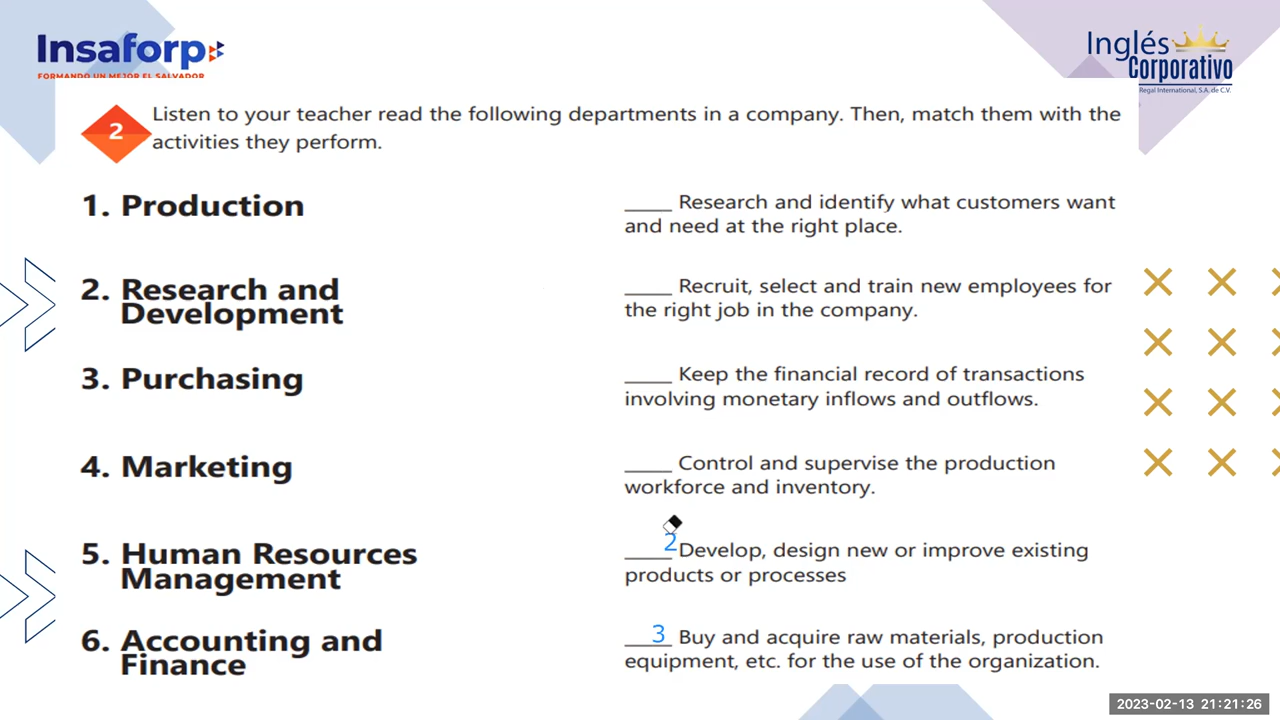 Insaforp
FORMANDO UN MEJOR EL SALVADOR
Inglés
Corporativo
Regal International, S.A. de C.V.
2 Listen to your teacher read the following departments in a company. Then, match them with the
activities they perform.
1. Production
____ Research and identify what customers want
and need at the right place.
2. Research and
Development
____ Recruit, select and train new employees for
the right job in the company.
3. Purchasing
____ Keep the financial record of transactions
involving monetary inflows and outflows.
4. Marketing
____ Control and supervise the production
workforce and inventory.
5. Human Resources
Management
__2__ Develop, design new or improve existing
products or processes
6. Accounting and
Finance
__3__ Buy and acquire raw materials, production
equipment, etc. for the use of the organization.
2023-02-13 21:21:26